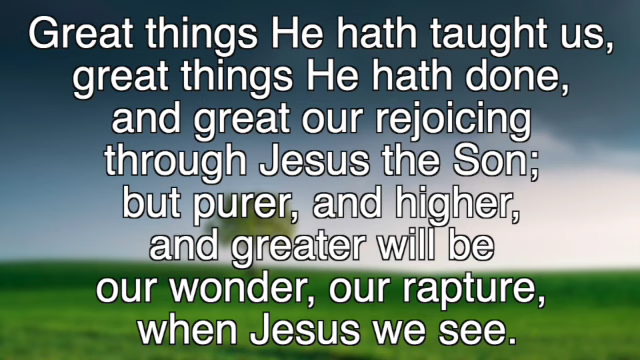 Great things He hath taught us,
great things He hath done,
and great our rejoicing
through Jesus the Son;
but purer, and higher,
and greater will be
our wonder, our rapture,
when Jesus we see.